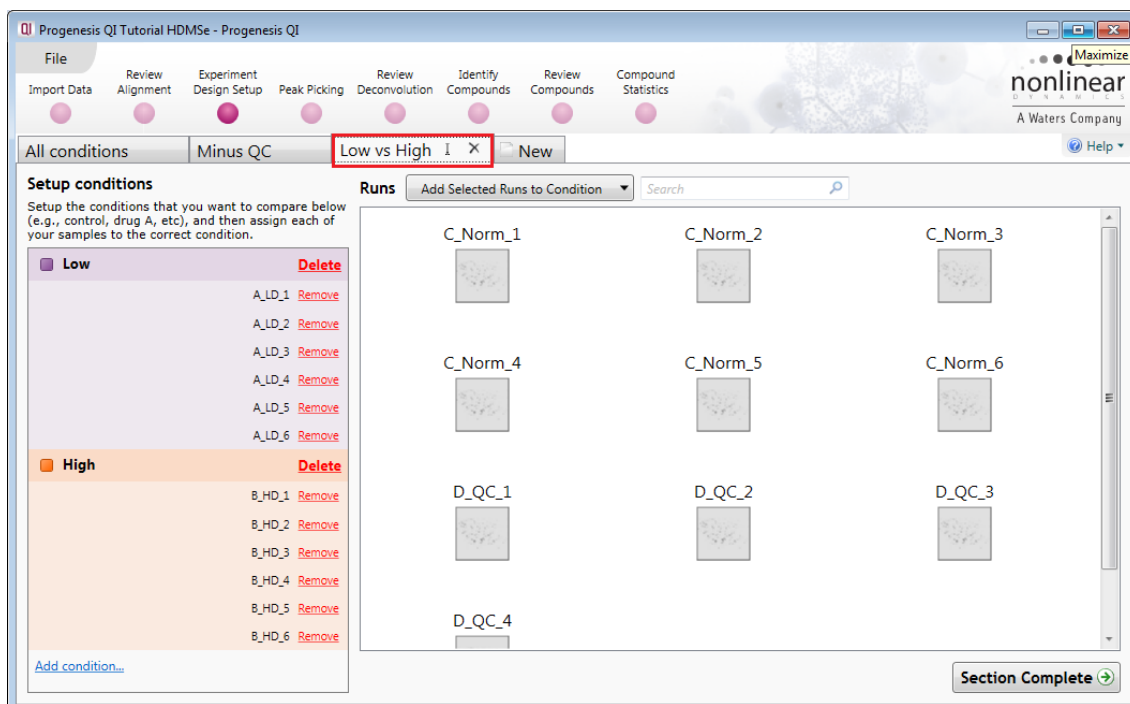 Progenesis QI Tutorial HDMSe - Progenesis QI
Maximize
File
Import Data
Review Alignment
Experiment Design Setup
Peak Picking
Review Deconvolution
Identify Compounds
Review Compounds
Compound Statistics
nonlinear
DYNAMICS
A Waters Company
All conditions
Minus QC
Low vs High
New
Help
Setup conditions
Setup the conditions that you want to compare below
(e.g., control, drug A, etc), and then assign each of
your samples to the correct condition.
Low Delete
A_LD_1 Remove
A_LD_2 Remove
A_LD_3 Remove
A_LD_4 Remove
A_LD_5 Remove
A_LD_6 Remove
High Delete
B_HD_1 Remove
B_HD_2 Remove
B_HD_3 Remove
B_HD_4 Remove
B_HD_5 Remove
B_HD_6 Remove
Add condition...
Runs Add Selected Runs to Condition Search
C_Norm_1 C_Norm_2 C_Norm_3
C_Norm_4 C_Norm_5 C_Norm_6
D_QC_1 D_QC_2 D_QC_3
D_QC_4
Section Complete